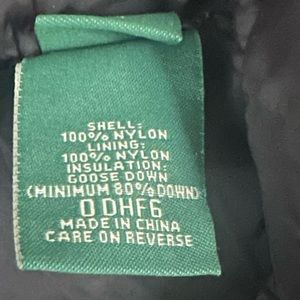 SHELL:
100% NYLON
LINING:
100% NYLON
INSULATION:
GOOSE DOWN
(MINIMUM 80% DOWN)
0 DHF6
MADE IN CHINA
CARE ON REVERSE